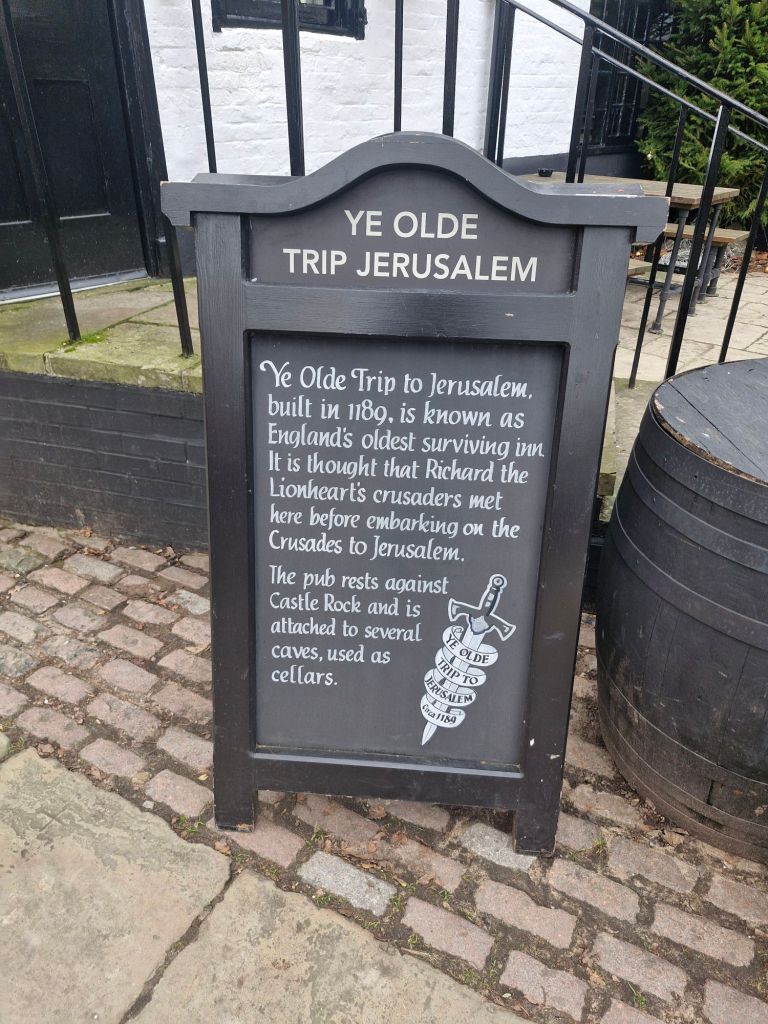 YE OLDE
TRIP JERUSALEM
Ye Olde Trip to Jerusalem,
built in 1189, is known as
England's oldest surviving inn
It is thought that Richard the
Lionheart's crusaders met
here before embarking on the
Crusades to Jerusalem.
The pub rests against
Castle Rock and is
attached to several
caves, used as
cellars.
YE OLDE
TRIP TO
JERUSALEM
Circa 1189